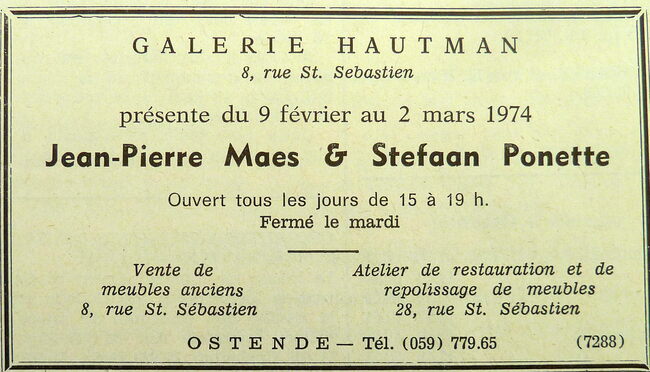 GALERIE HAUTMAN
8, rue St. Sebastien
présente du 9 février au 2 mars 1974
Jean-Pierre Maes & Stefaan Ponette
Ouvert tous les jours de 15 à 19 h.
Fermé le mardi
Vente de
meubles anciens
8, rue St. Sébastien
Atelier de restauration et de
repolissage de meubles
28, rue St. Sébastien
OSTENDE — Tél. (059) 779.65 (7288)